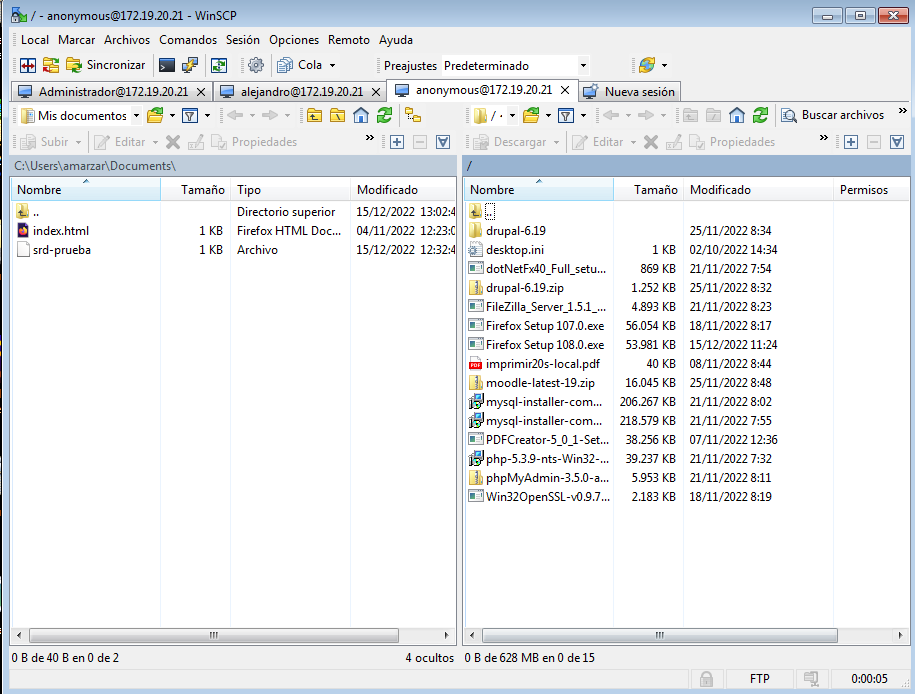 / - anonymous@172.19.20.21 - WinSCP
Local Marcar Archivos Comandos Sesión Opciones Remoto Ayuda
Sincronizar Cola Preajustes Predeterminado
Administrador@172.19.20.21 alejandro@172.19.20.21 anonymous@172.19.20.21 Nueva sesión
Mis documentos / Buscar archivos
Subir Editar Propiedades Descargar Editar Propiedades
C:\Users\amarzar\Documents\ /
Nombre Tamaño Tipo Modificado
..  Directorio superior 15/12/2022 13:02:4
index.html 1 KB Firefox HTML Doc... 04/11/2022 12:23:0
srd-prueba 1 KB Archivo 15/12/2022 12:32:4
Nombre Tamaño Modificado Permisos
..
drupal-6.19 25/11/2022 8:34
desktop.ini 1 KB 02/10/2022 14:34
dotNetFx40_Full_setu... 869 KB 21/11/2022 7:54
drupal-6.19.zip 1.252 KB 25/11/2022 8:32
FileZilla_Server_1.5.1_... 4.893 KB 21/11/2022 8:23
Firefox Setup 107.0.exe 56.054 KB 18/11/2022 8:17
Firefox Setup 108.0.exe 53.981 KB 15/12/2022 11:24
imprimir20s-local.pdf 40 KB 08/11/2022 8:44
moodle-latest-19.zip 16.045 KB 25/11/2022 8:48
mysql-installer-com... 206.267 KB 21/11/2022 8:02
mysql-installer-com... 218.579 KB 21/11/2022 7:55
PDFCreator-5_0_1-Set... 38.256 KB 07/11/2022 12:36
php-5.3.9-nts-Win32-... 39.237 KB 21/11/2022 7:32
phpMyAdmin-3.5.0-a... 5.953 KB 21/11/2022 8:11
Win32OpenSSL-v0.9.7... 2.183 KB 18/11/2022 8:19
0 B de 40 B en 0 de 2 4 ocultos 0 B de 628 MB en 0 de 15
FTP 0:00:05